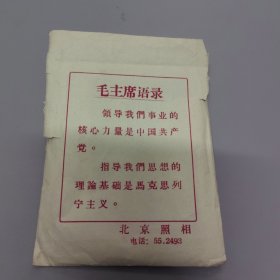 毛主席语录
领导我們事业的
核心力量是中国共产
党。
指导我們思想的
理論基础是馬克思列
宁主义。
北京照相
电话：55.2493